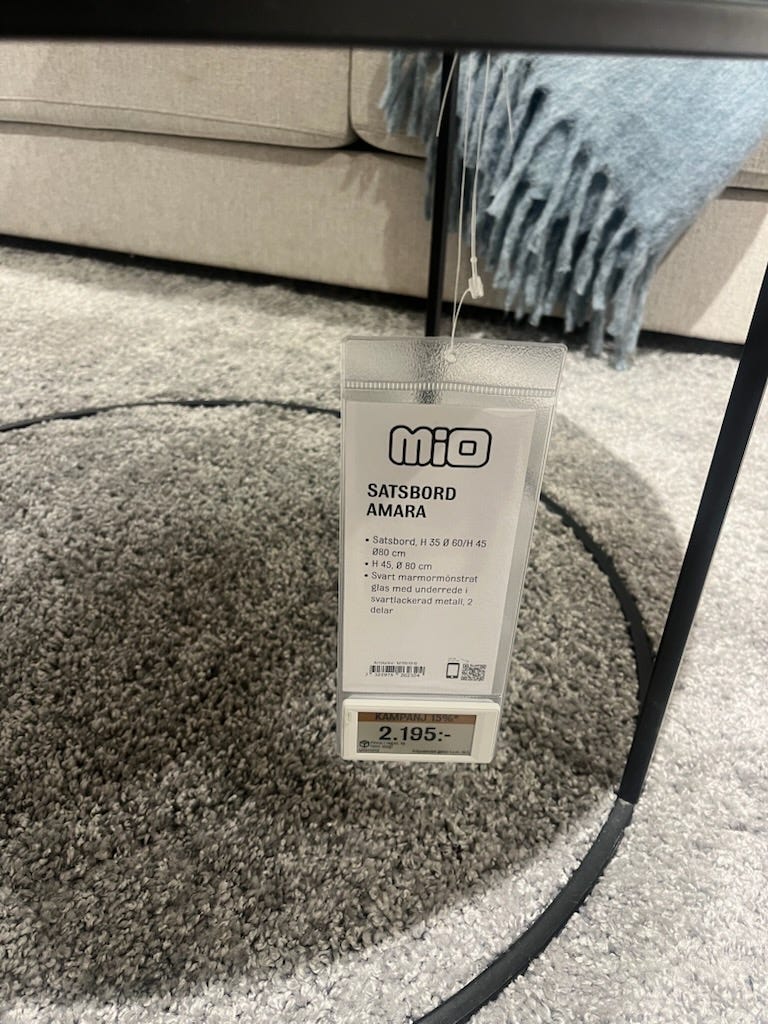 MIO
SATSBORD
AMARA
• Satsbord, H 35 Ø 60/H 45
Ø80 cm
• H 45, Ø 80 cm
• Svart marmormönstrat
glas med underrede i
svartlackerad metall, 2
delar
KAMPANJ 15%*
2.195:-